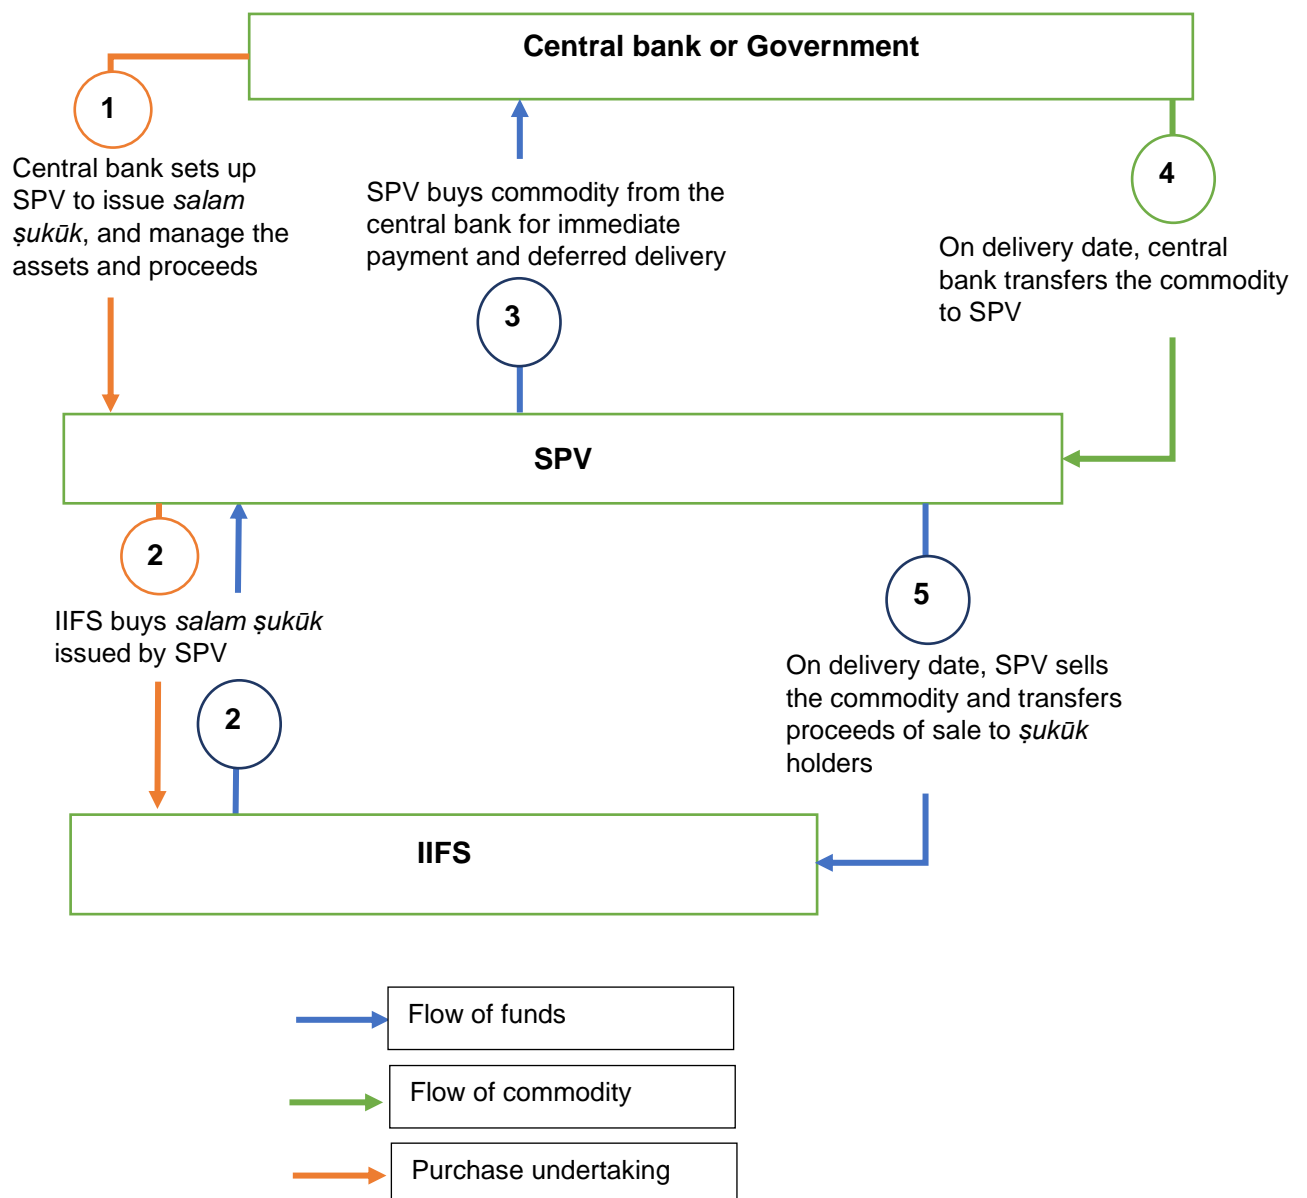 Central bank or Government
1
Central bank sets up
SPV to issue salam
ṣukūk, and manage the
assets and proceeds
SPV buys commodity from the
central bank for immediate
payment and deferred delivery
3
4
On delivery date, central
bank transfers the commodity
to SPV
SPV
2
IIFS buys salam ṣukūk
issued by SPV
2
5
On delivery date, SPV sells
the commodity and transfers
proceeds of sale to ṣukūk
holders
IIFS
Flow of funds
Flow of commodity
Purchase undertaking